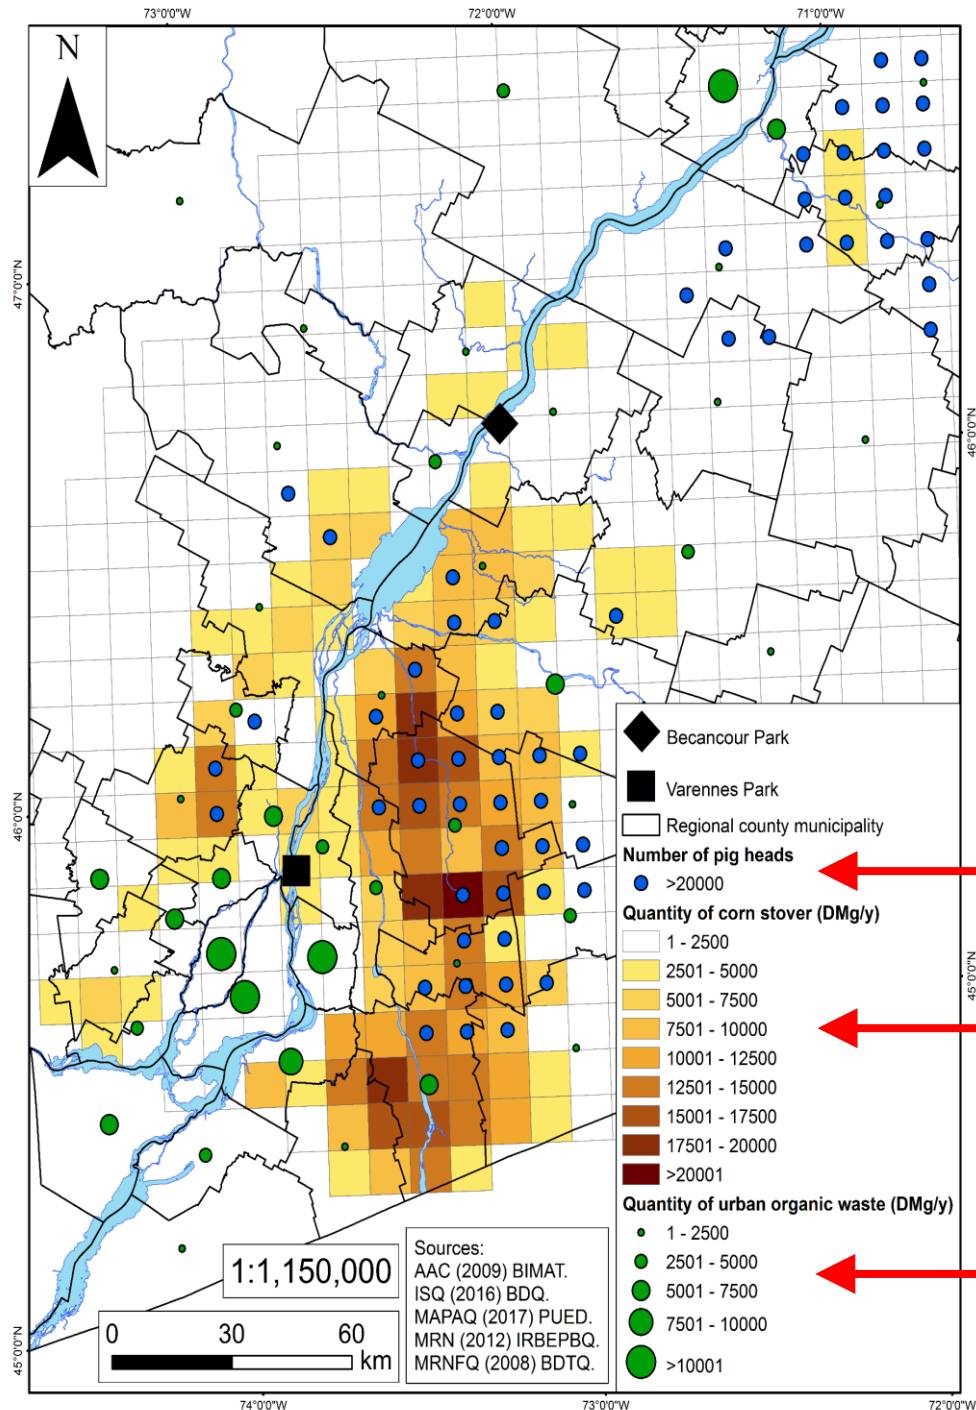 73°0'0"W
72°0'0"W
71°0'0"W
N
47°0'0"N
46°0'0"N
46°0'0"N
45°0'0"N
45°0'0"N
Becancour Park
Varennes Park
Regional county municipality
Number of pig heads
>20000
Quantity of corn stover (DMg/y)
1 - 2500
2501 - 5000
5001 - 7500
7501 - 10000
10001 - 12500
12501 - 15000
15001 - 17500
17501 - 20000
>20001
Quantity of urban organic waste (DMg/y)
1 - 2500
2501 - 5000
5001 - 7500
7501 - 10000
>10001
1:1,150,000
0 30 60
km
Sources:
AAC (2009) BIMAT.
ISQ (2016) BDQ.
MAPAQ (2017) PUED.
MRN (2012) IRBEPBQ.
MRNFQ (2008) BDTQ.
74°0'0"W
73°0'0"W
72°0'0"W